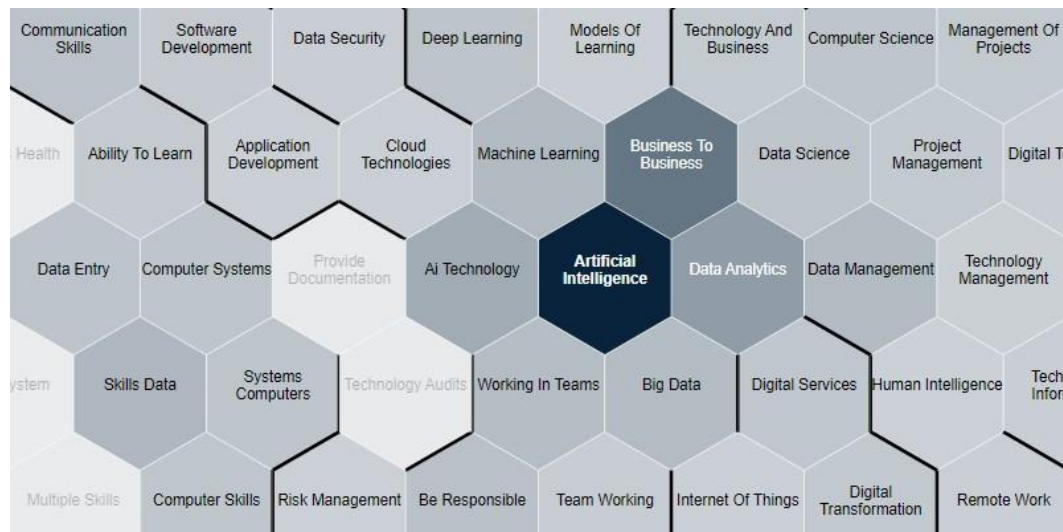 Communication
Skills
Software
Development
Data Security
Deep Learning
Models Of
Learning
Technology And
Business
Computer Science
Management Of
Projects
Health
Ability To Learn
Application
Development
Cloud
Technologies
Machine Learning
Business To
Business
Data Science
Project
Management
Digital T
Data Entry
Computer Systems
Provide
Documentation
Ai Technology
Artificial
Intelligence
Data Analytics
Data Management
Technology
Management
ystem
Skills Data
Systems
Computers
Technology Audits
Working In Teams
Big Data
Digital Services
Human Intelligence
Tech
Infor
Multiple Skills
Computer Skills
Risk Management
Be Responsible
Team Working
Internet Of Things
Digital
Transformation
Remote Work